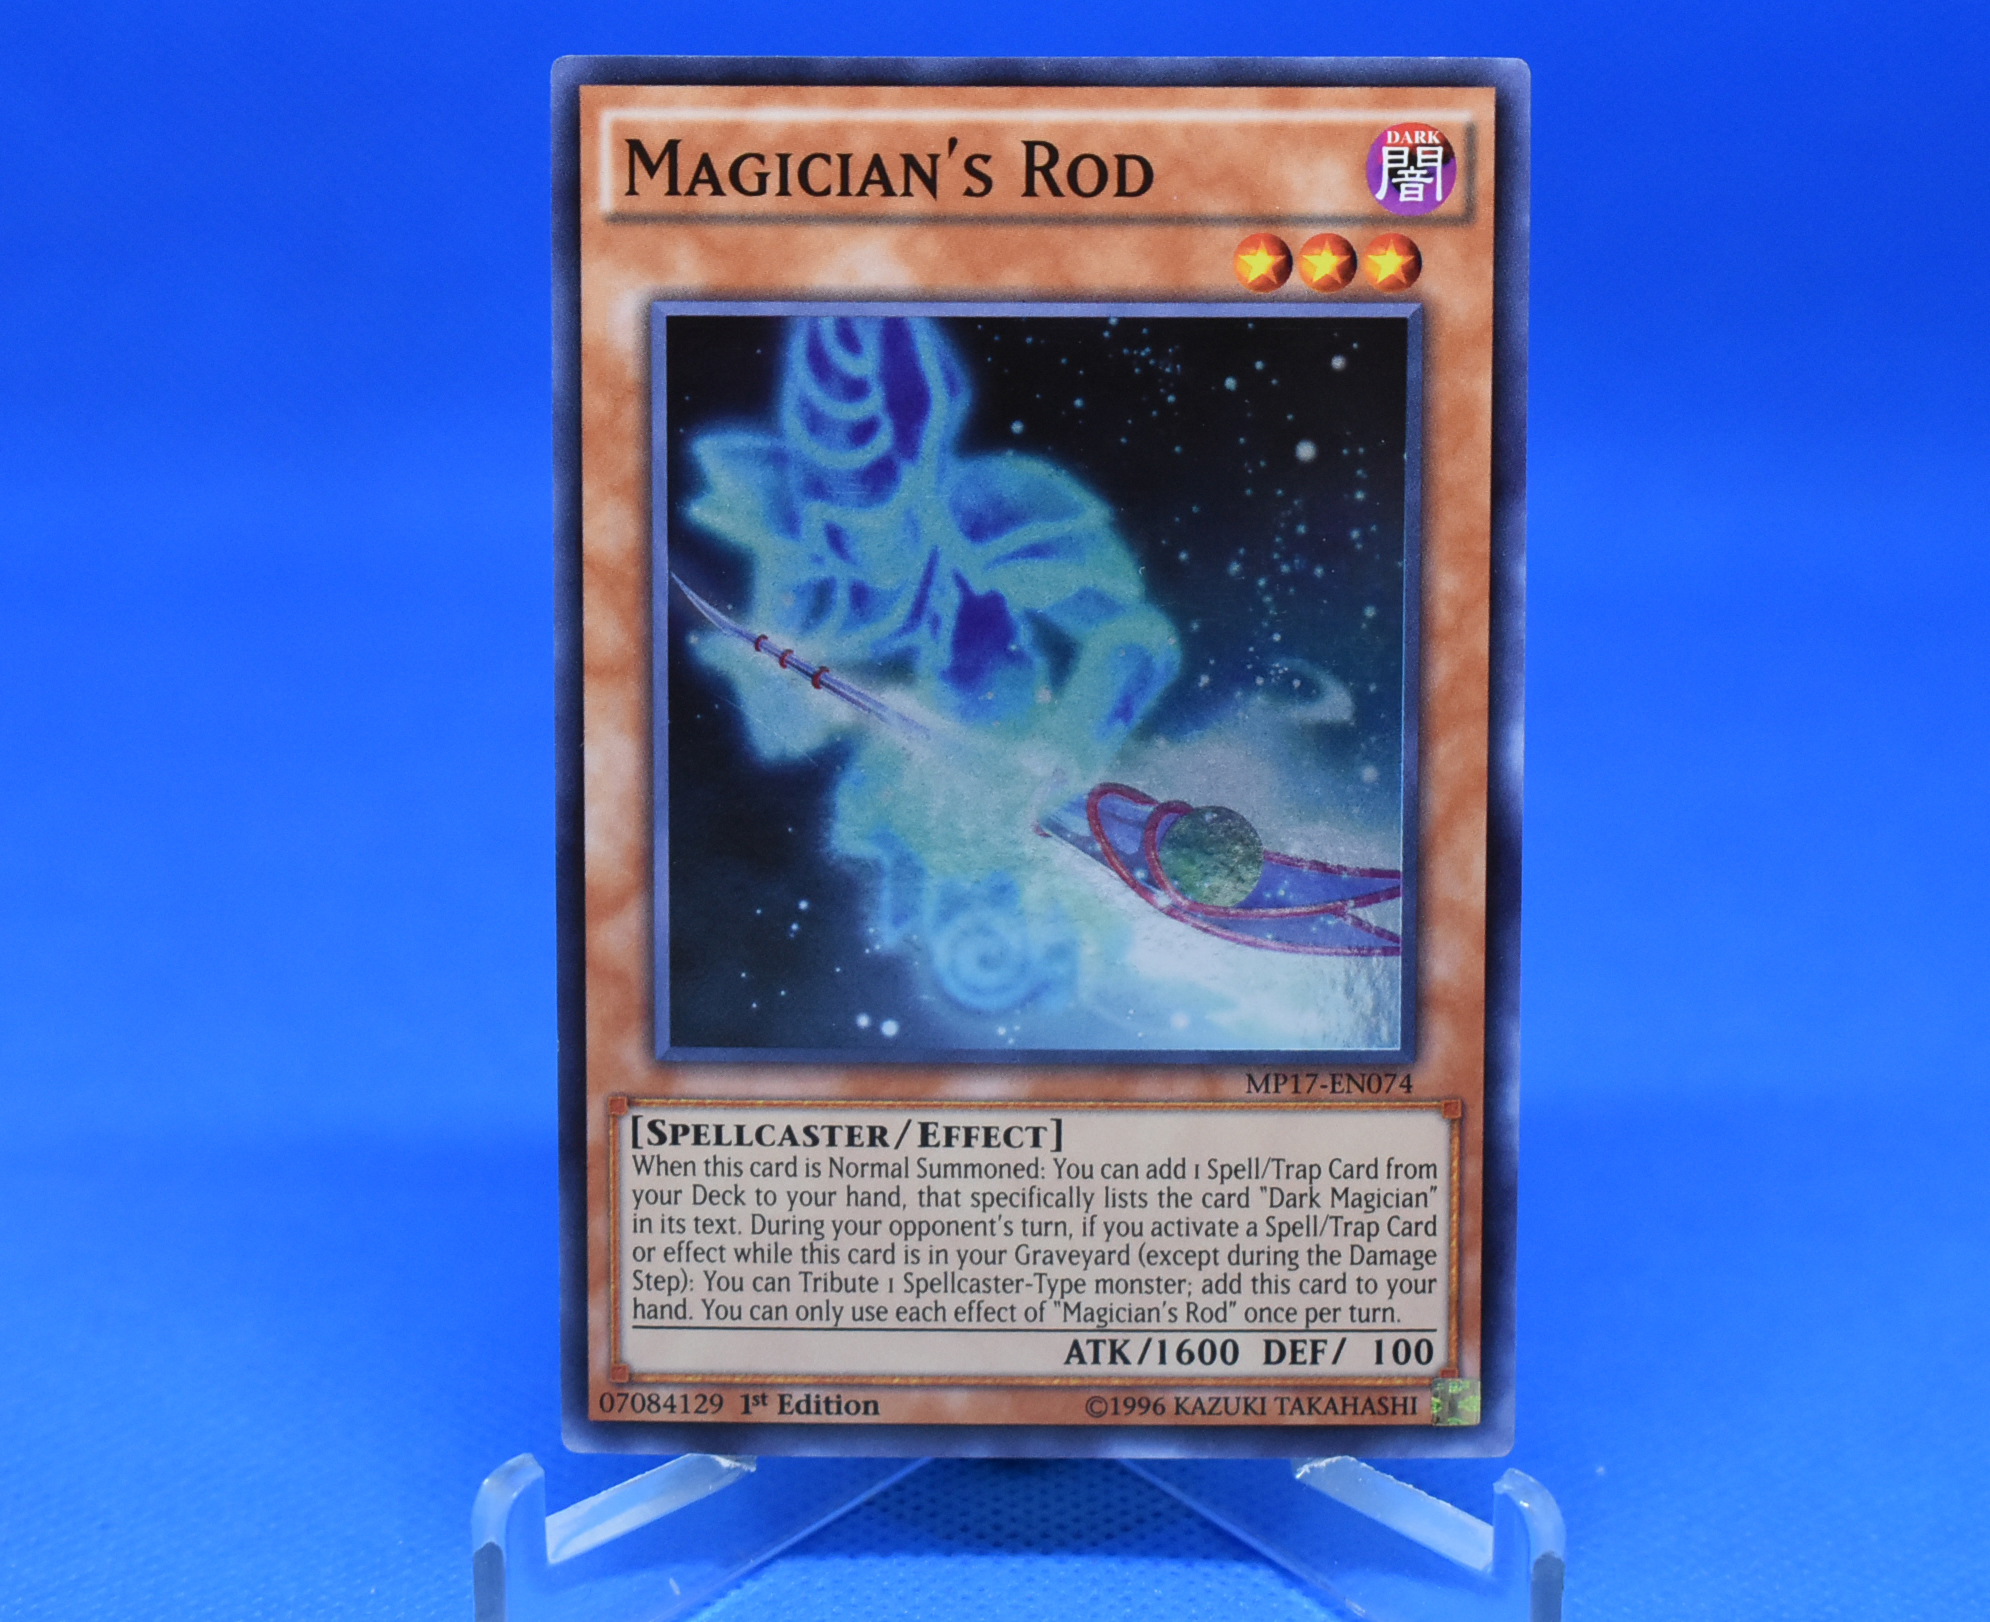 MAGICIAN'S ROD
DARK
闇
MP17-EN074
[SPELLCASTER/EFFECT]
When this card is Normal Summoned: You can add 1 Spell/Trap Card from
your Deck to your hand, that specifically lists the card "Dark Magician"
in its text. During your opponent's turn, if you activate a Spell/Trap Card
or effect while this card is in your Graveyard (except during the Damage
Step): You can Tribute 1 Spellcaster-Type monster; add this card to your
hand. You can only use each effect of "Magician's Rod" once per turn.
ATK/1600 DEF/ 100
07084129 1st Edition ©1996 KAZUKI TAKAHASHI